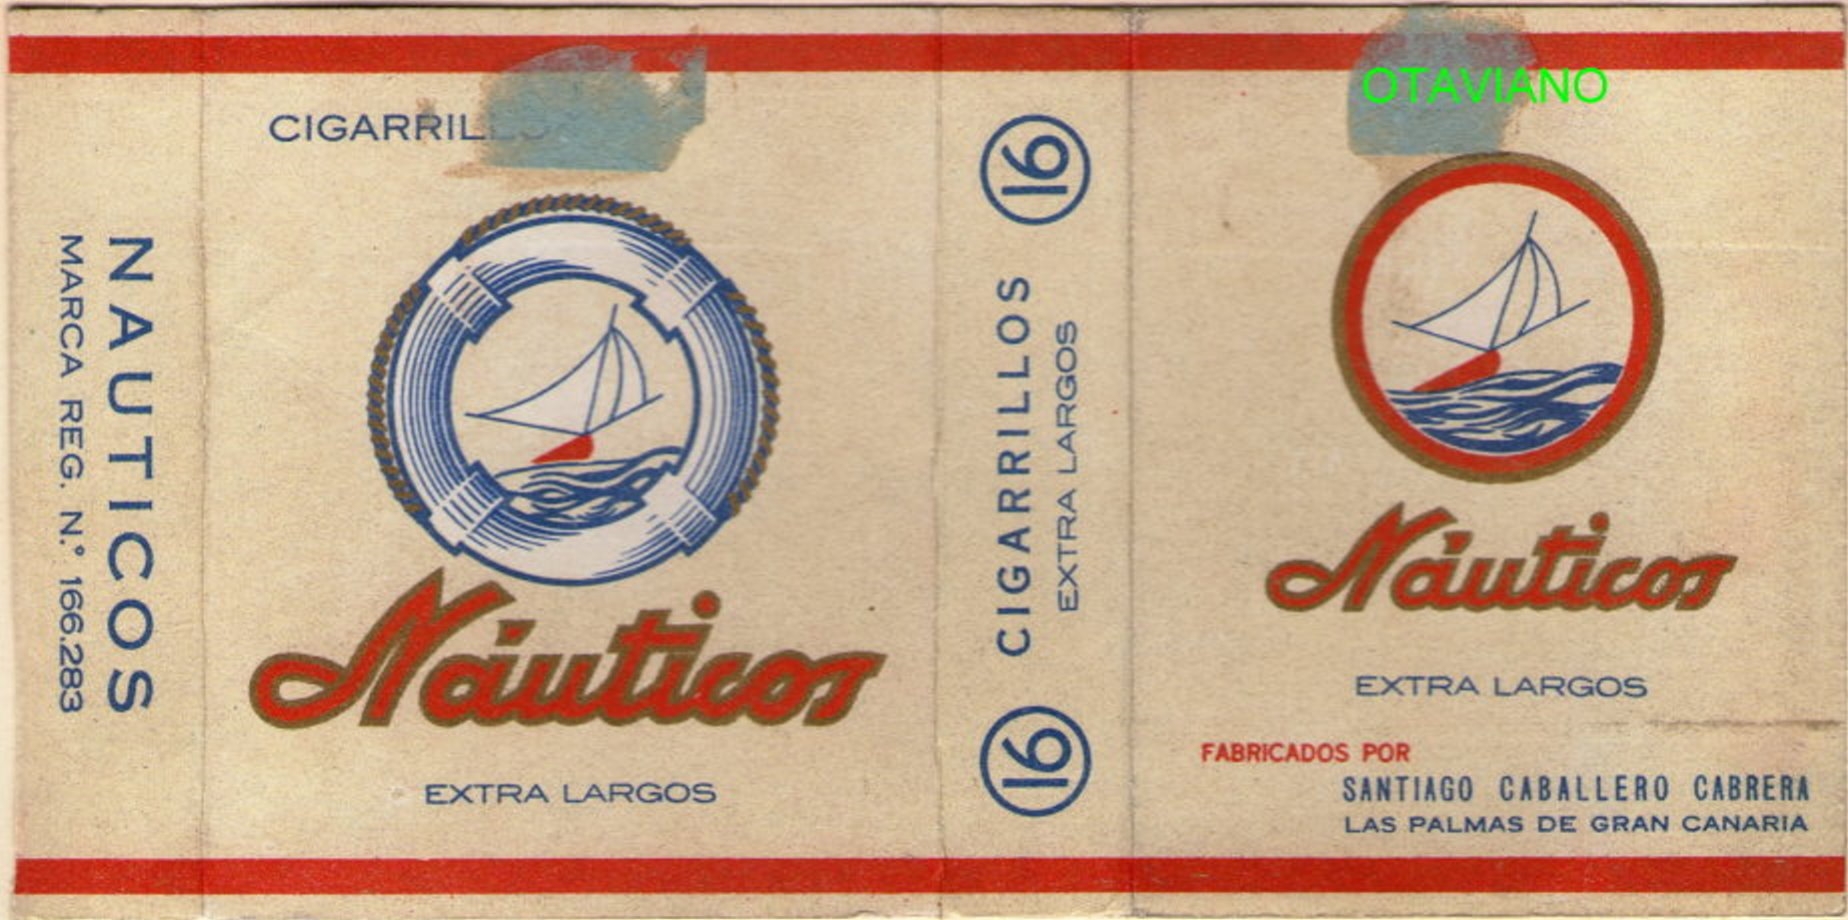 NAUTICOS
MARCA REG. N.° 166.283
CIGARRILLOS
Náuticos
EXTRA LARGOS
16
CIGARRILLOS
EXTRA LARGOS
16
OTAVIANO
Náuticos
EXTRA LARGOS
FABRICADOS POR
SANTIAGO CABALLERO CABRERA
LAS PALMAS DE GRAN CANARIA